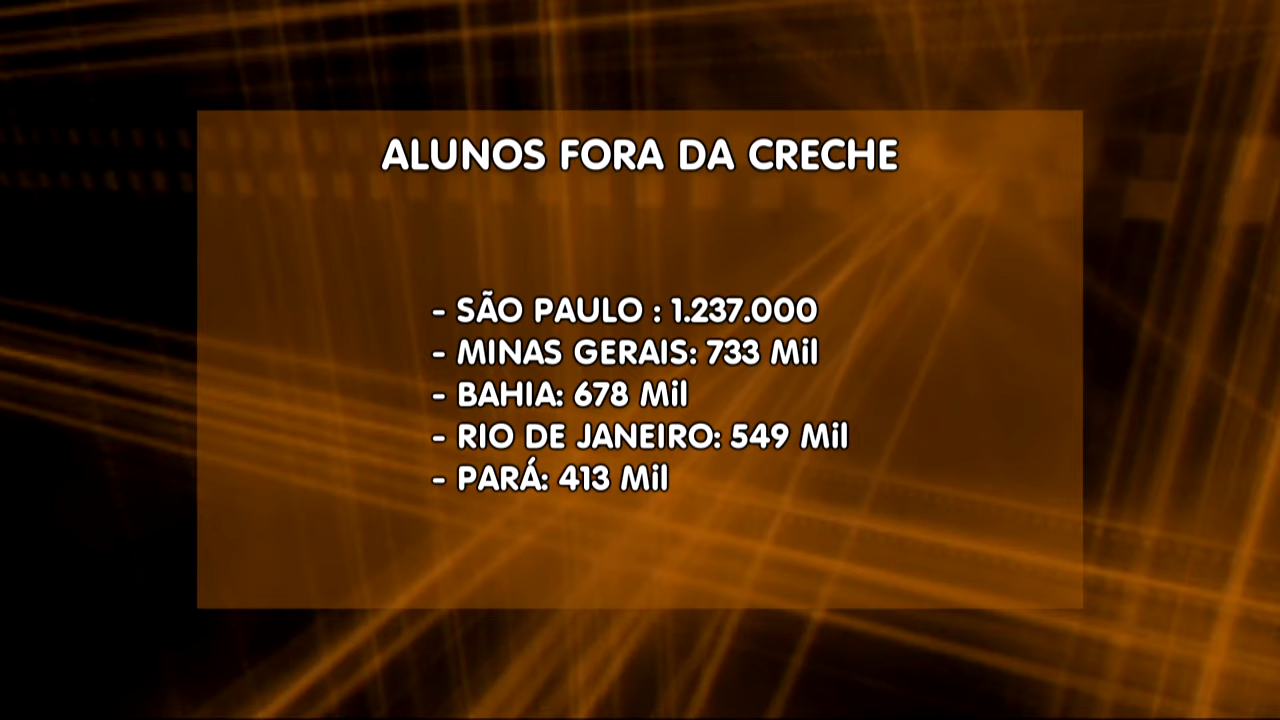 ALUNOS FORA DA CRECHE
- SÃO PAULO : 1.237.000
- MINAS GERAIS: 733 Mil
- BAHIA: 678 Mil
- RIO DE JANEIRO: 549 Mil
- PARÁ: 413 Mil